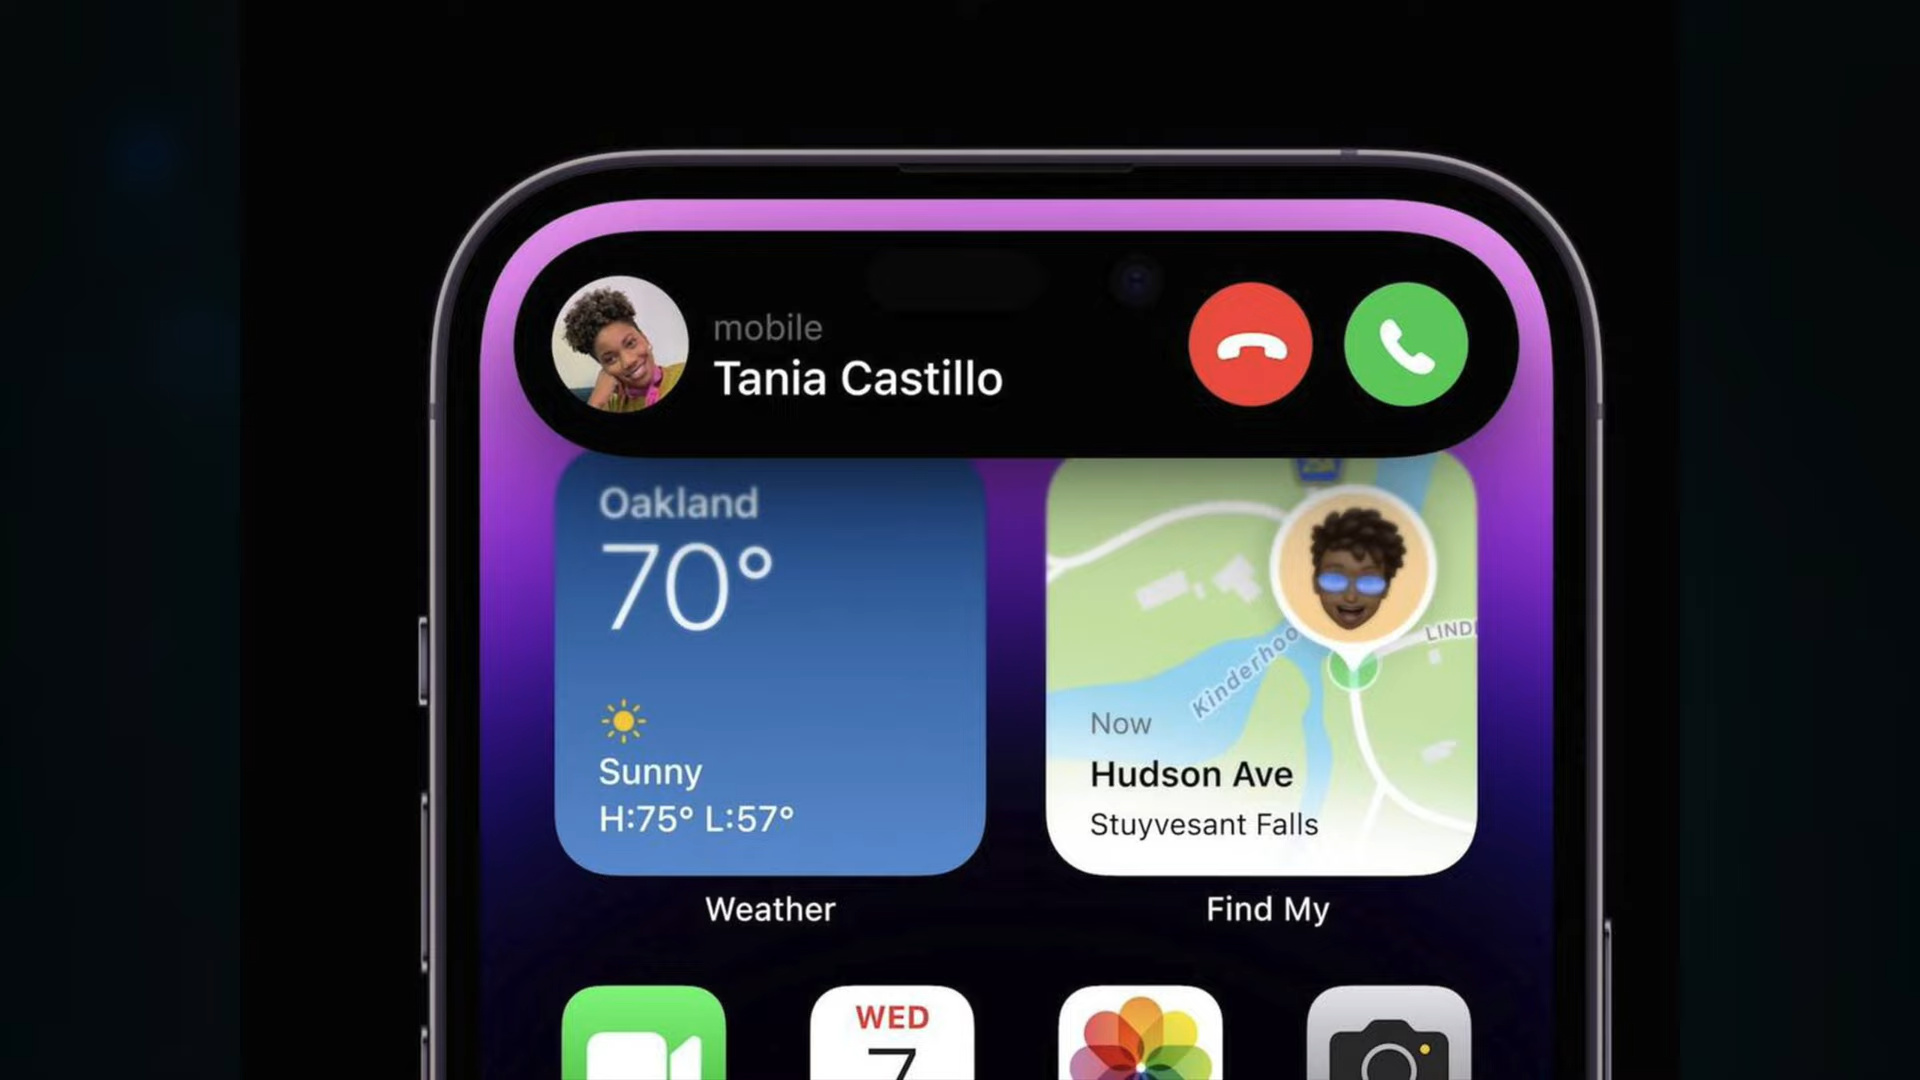 mobile
Tania Castillo
Oakland
70°
Sunny
H:75° L:57°
Weather
Kinderhoo
LIND
Now
Hudson Ave
Stuyvesant Falls
Find My
WED
7